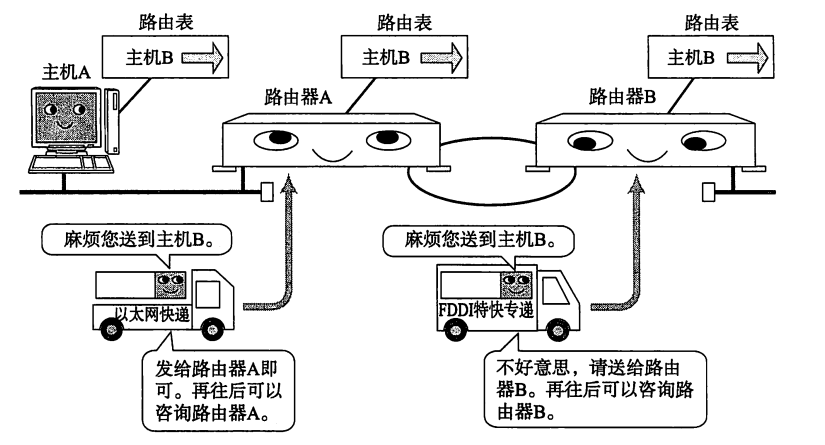 路由表
路由表
路由表
主机B
主机B
主机B
主机A
路由器A
路由器B
麻烦您送到主机B。
麻烦您送到主机B。
以太网快递
FDDI特快专递
发给路由器A即
可。再往后可以
咨询路由器A。
不好意思，请送给路由
器B。再往后可以咨询路
由器B。